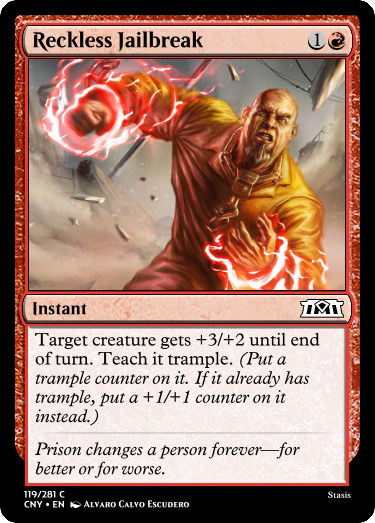 Reckless Jailbreak 1
Instant
Target creature gets +3/+2 until end
of turn. Teach it trample. (Put a
trample counter on it. If it already has
trample, put a +1/+1 counter on it
instead.)
Prison changes a person forever—for
better or for worse.
119/281 C
Stasis
CNY • EN Alvaro Calvo Escudero